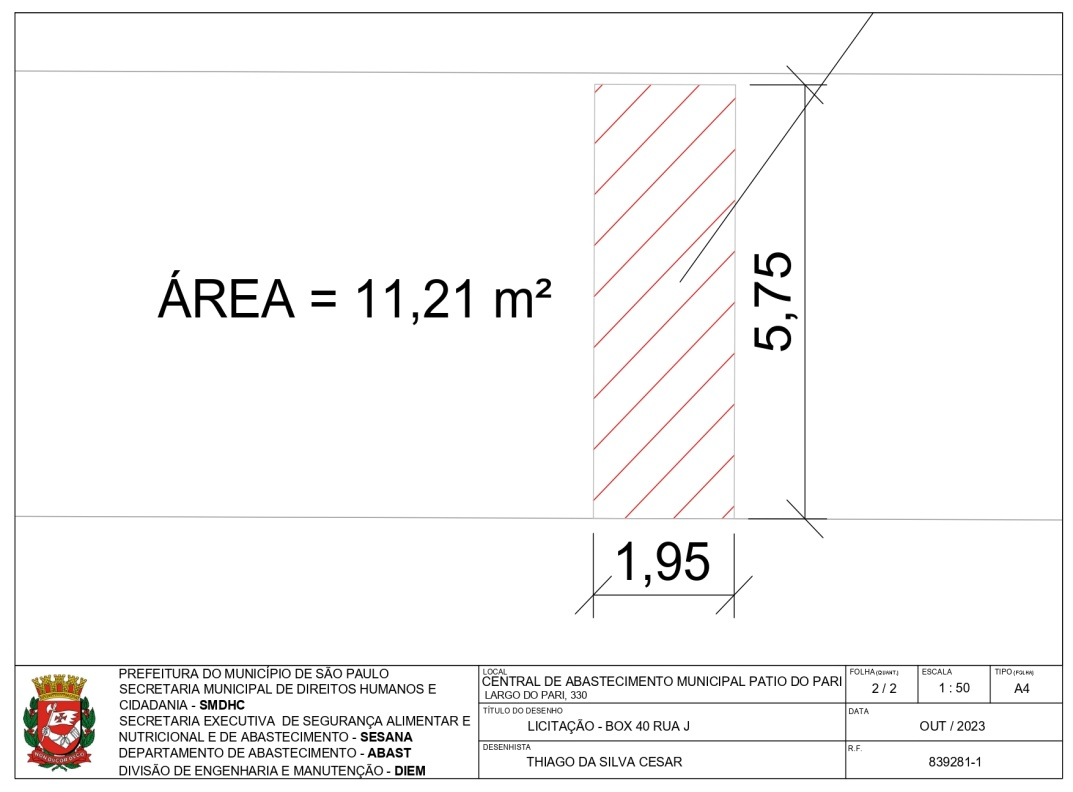 ÁREA = 11,21 m²
5,75
1,95
PREFEITURA DO MUNICÍPIO DE SÃO PAULO
SECRETARIA MUNICIPAL DE DIREITOS HUMANOS E
CIDADANIA - SMDHC
SECRETARIA EXECUTIVA DE SEGURANÇA ALIMENTAR E
NUTRICIONAL E DE ABASTECIMENTO - SESANA
DEPARTAMENTO DE ABASTECIMENTO - ABAST
DIVISÃO DE ENGENHARIA E MANUTENÇÃO - DIEM
LOCAL
CENTRAL DE ABASTECIMENTO MUNICIPAL PATIO DO PARI
LARGO DO PARI, 330
TÍTULO DO DESENHO
LICITAÇÃO - BOX 40 RUA J
DESENHISTA
THIAGO DA SILVA CESAR
FOLHA (QUANT.)
2 / 2
ESCALA
1 : 50
TIPO (FOLHA)
A4
DATA
OUT / 2023
R.F.
839281-1